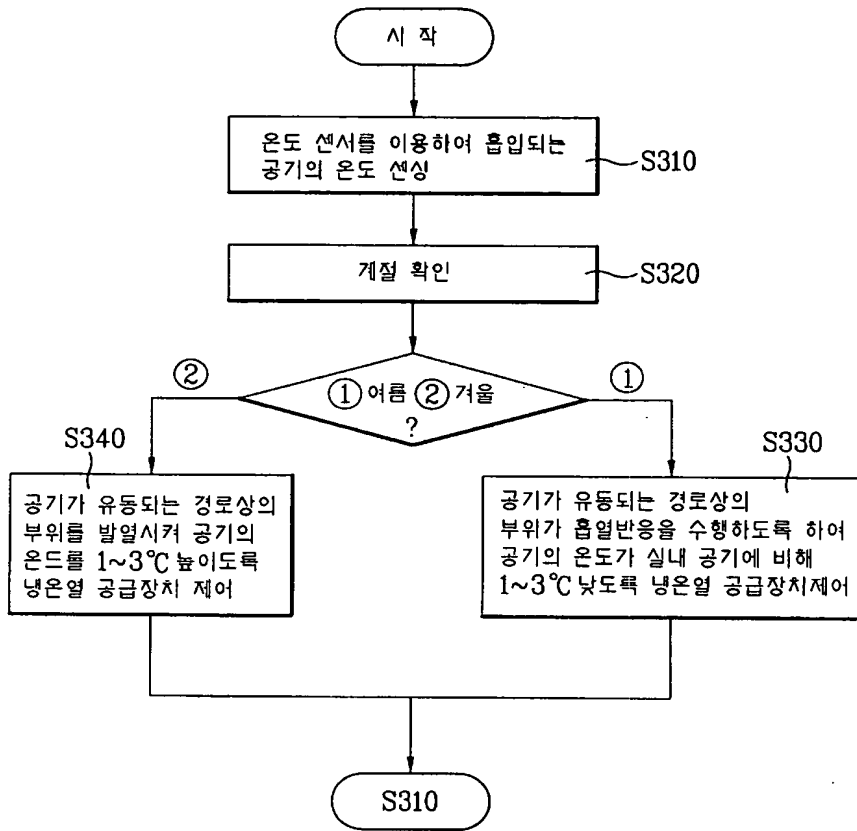 시 작
온도 센서를 이용하여 흡입되는
공기의 온도 센싱
S310
계절 확인
S320
②
①
① 여름 ② 겨울
?
S340
S330
공기가 유동되는 경로상의
부위를 발열시켜 공기의
온드를 1~3℃ 높이도록
냉온열 공급장치 제어
공기가 유동되는 경로상의
부위가 흡열반응을 수행하도록 하여
공기의 온도가 실내 공기에 비해
1~3℃ 낮도록 냉온열 공급장치제어
S310